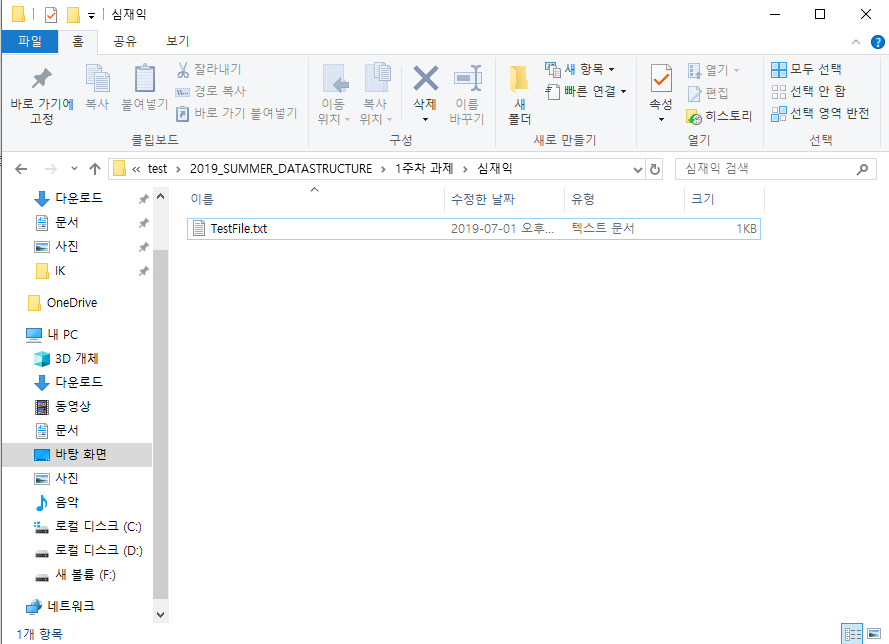 심재익
파일 홈 공유 보기
바로 가기에 고정
복사
붙여넣기
잘라내기
경로 복사
바로 가기 붙여넣기
클립보드
이동 위치
복사 위치
삭제
이름 바꾸기
구성
새 폴더
새 항목
빠른 연결
새로 만들기
속성
열기
편집
히스토리
열기
모두 선택
선택 안 함
선택 영역 반전
선택
« test › 2019_SUMMER_DATASTRUCTURE › 1주차 과제 › 심재익
심재익 검색
다운로드
문서
사진
IK
OneDrive
내 PC
3D 개체
다운로드
동영상
문서
바탕 화면
사진
음악
로컬 디스크 (C:)
로컬 디스크 (D:)
새 볼륨 (F:)
네트워크
이름 수정한 날짜 유형 크기
TestFile.txt 2019-07-01 오후... 텍스트 문서 1KB
1개 항목